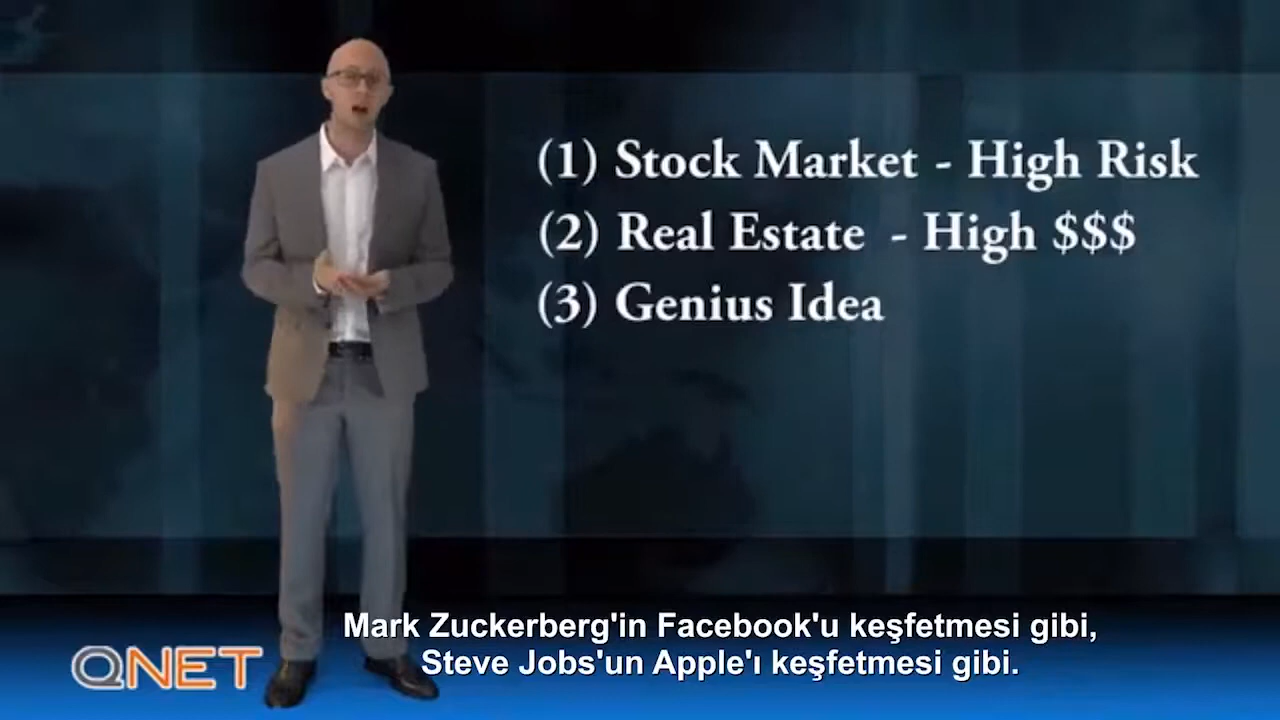 (1) Stock Market - High Risk
(2) Real Estate - High $$$
(3) Genius Idea
Mark Zuckerberg'in Facebook'u keşfetmesi gibi,
Steve Jobs'un Apple'ı keşfetmesi gibi.
QNET